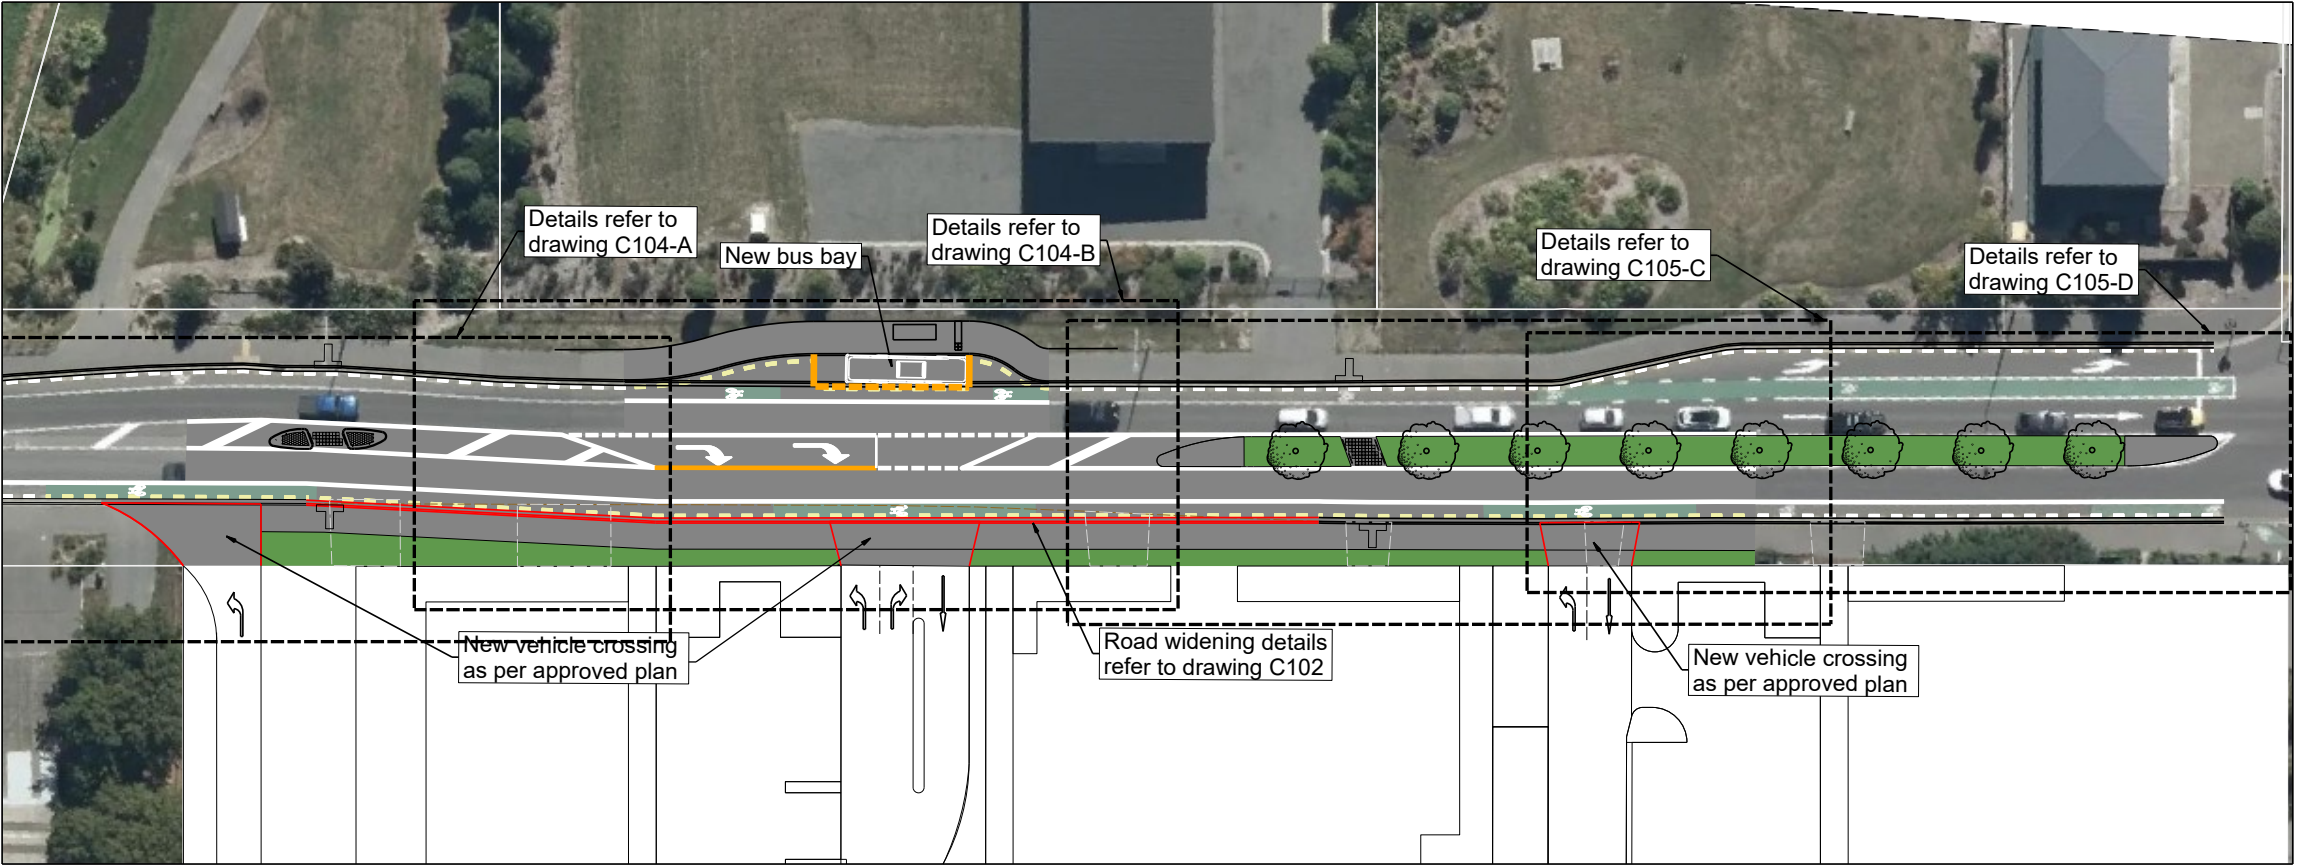 Details refer to
drawing C104-A
New bus bay
Details refer to
drawing C104-B
Details refer to
drawing C105-C
Details refer to
drawing C105-D
New vehicle crossing
as per approved plan
Road widening details
refer to drawing C102
New vehicle crossing
as per approved plan